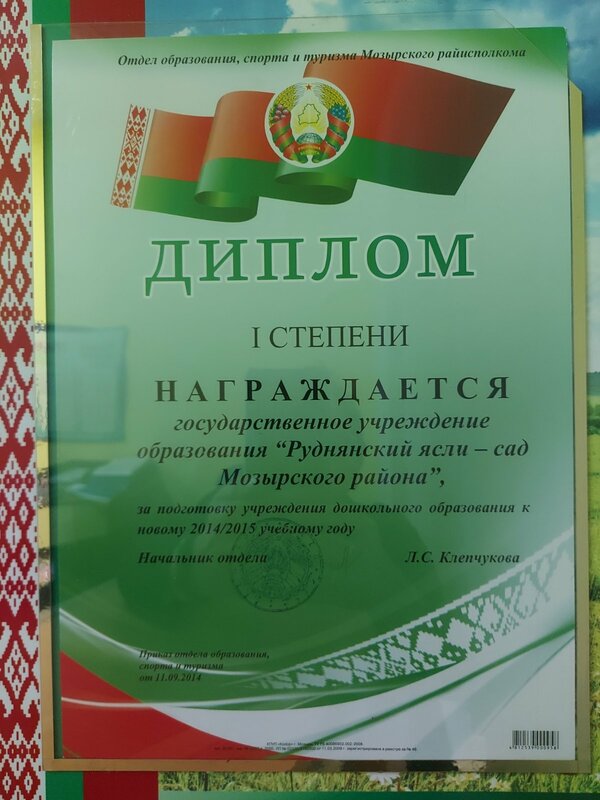 Отдел образования, спорта и туризма Мозырского райисполкома
ДИПЛОМ
I СТЕПЕНИ
НАГРАЖДАЕТСЯ
государственное учреждение
образования “Руднянский ясли – сад
Мозырского района”,
за подготовку учреждения дошкольного образования к
новому 2014/2015 учебному году
Начальник отдела Л.С. Клепчукова
Приказ отдела образования,
спорта и туризма
от 11.09.2014